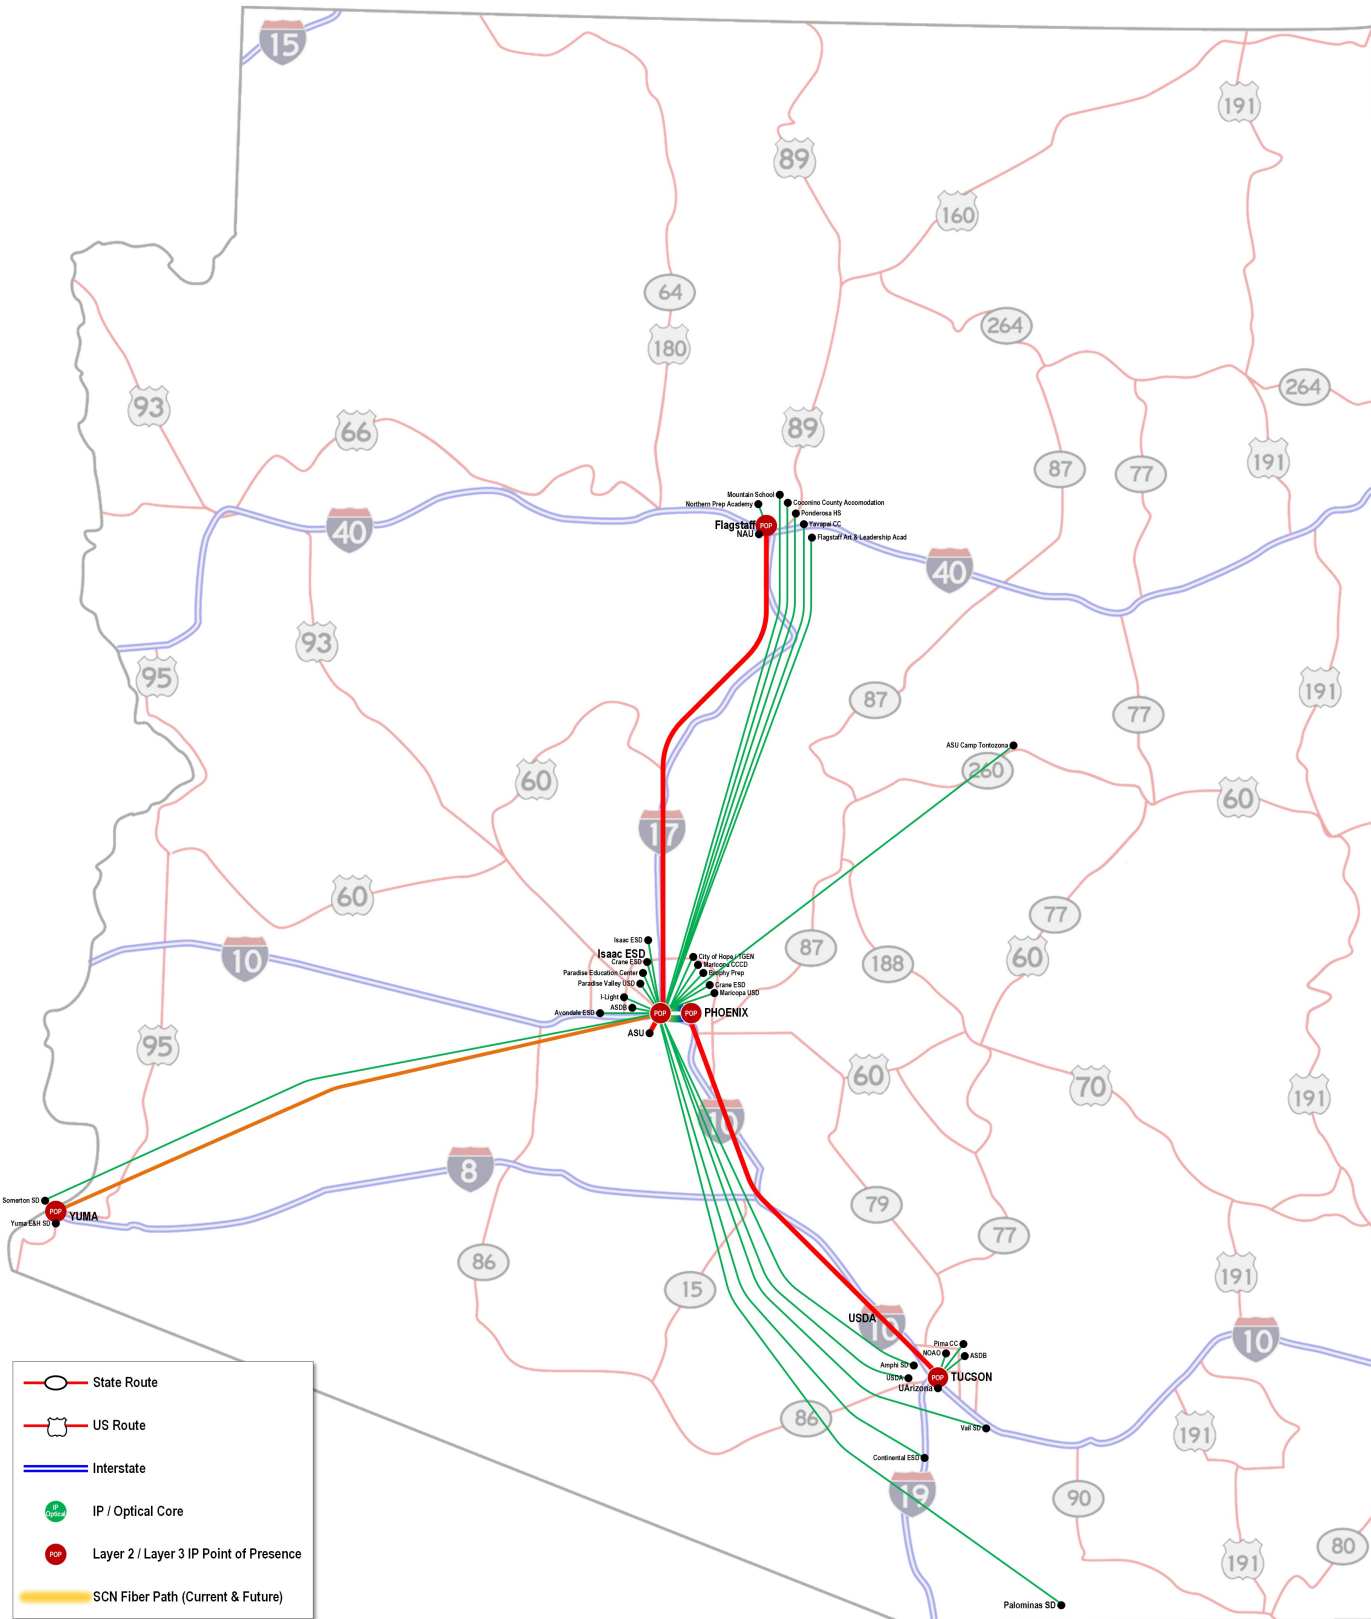 15
191
89
160
64
264
180
264
93
89
66
191
87
77
Mountain School
Northern Prep Academy
Coconino County Accomodation
Ponderosa HS
Flagstaff
POP
Yavapai CC
NAU
Flagstaff Art & Leadership Acad
40
40
93
95
191
87
77
ASU Camp Tontozona
260
60
60
17
60
77
Isaac ESD
87
Isaac ESD
City of Hope / TGEN
60
10
Crane ESD
Maricopa CCCD
188
Paradise Education Center
Brophy Prep
Paradise Valley USD
Crane ESD
I-Light
Maricopa USD
ASDB
Avondale ESD
POP
POP
PHOENIX
ASU
95
60
70
191
10
8
Somerton SD
79
POP
YUMA
Yuma E&H SD
77
86
191
15
USDA
10
10
Pima CC
NOAO
ASDB
Amphi SD
USDA
POP
TUCSON
UArizona
86
Vail SD
191
Continental ESD
19
90
80
191
Palominas SD
State Route
US Route
Interstate
IP
Optical
IP / Optical Core
POP
Layer 2 / Layer 3 IP Point of Presence
SCN Fiber Path (Current & Future)